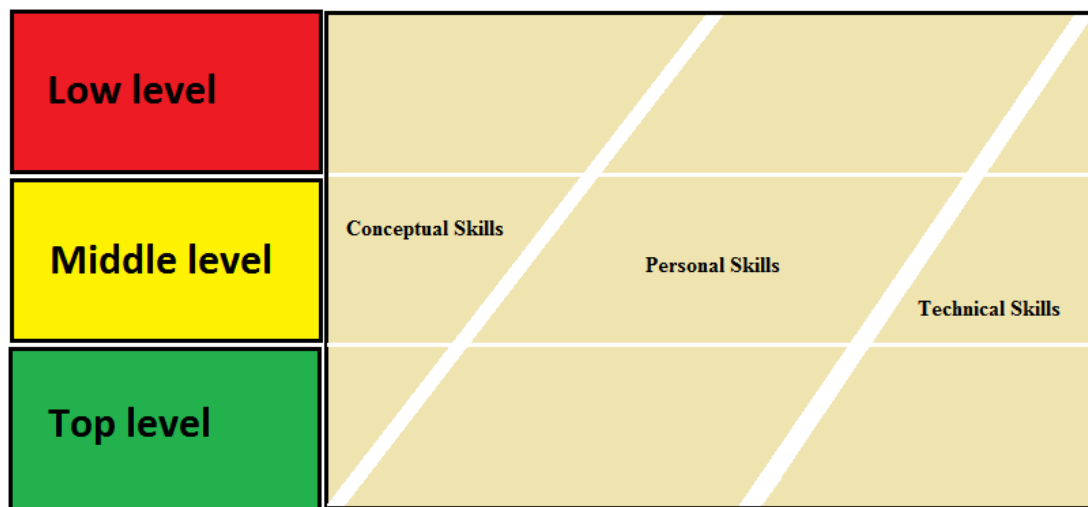 Low level
Middle level
Conceptual Skills
Personal Skills
Technical Skills
Top level